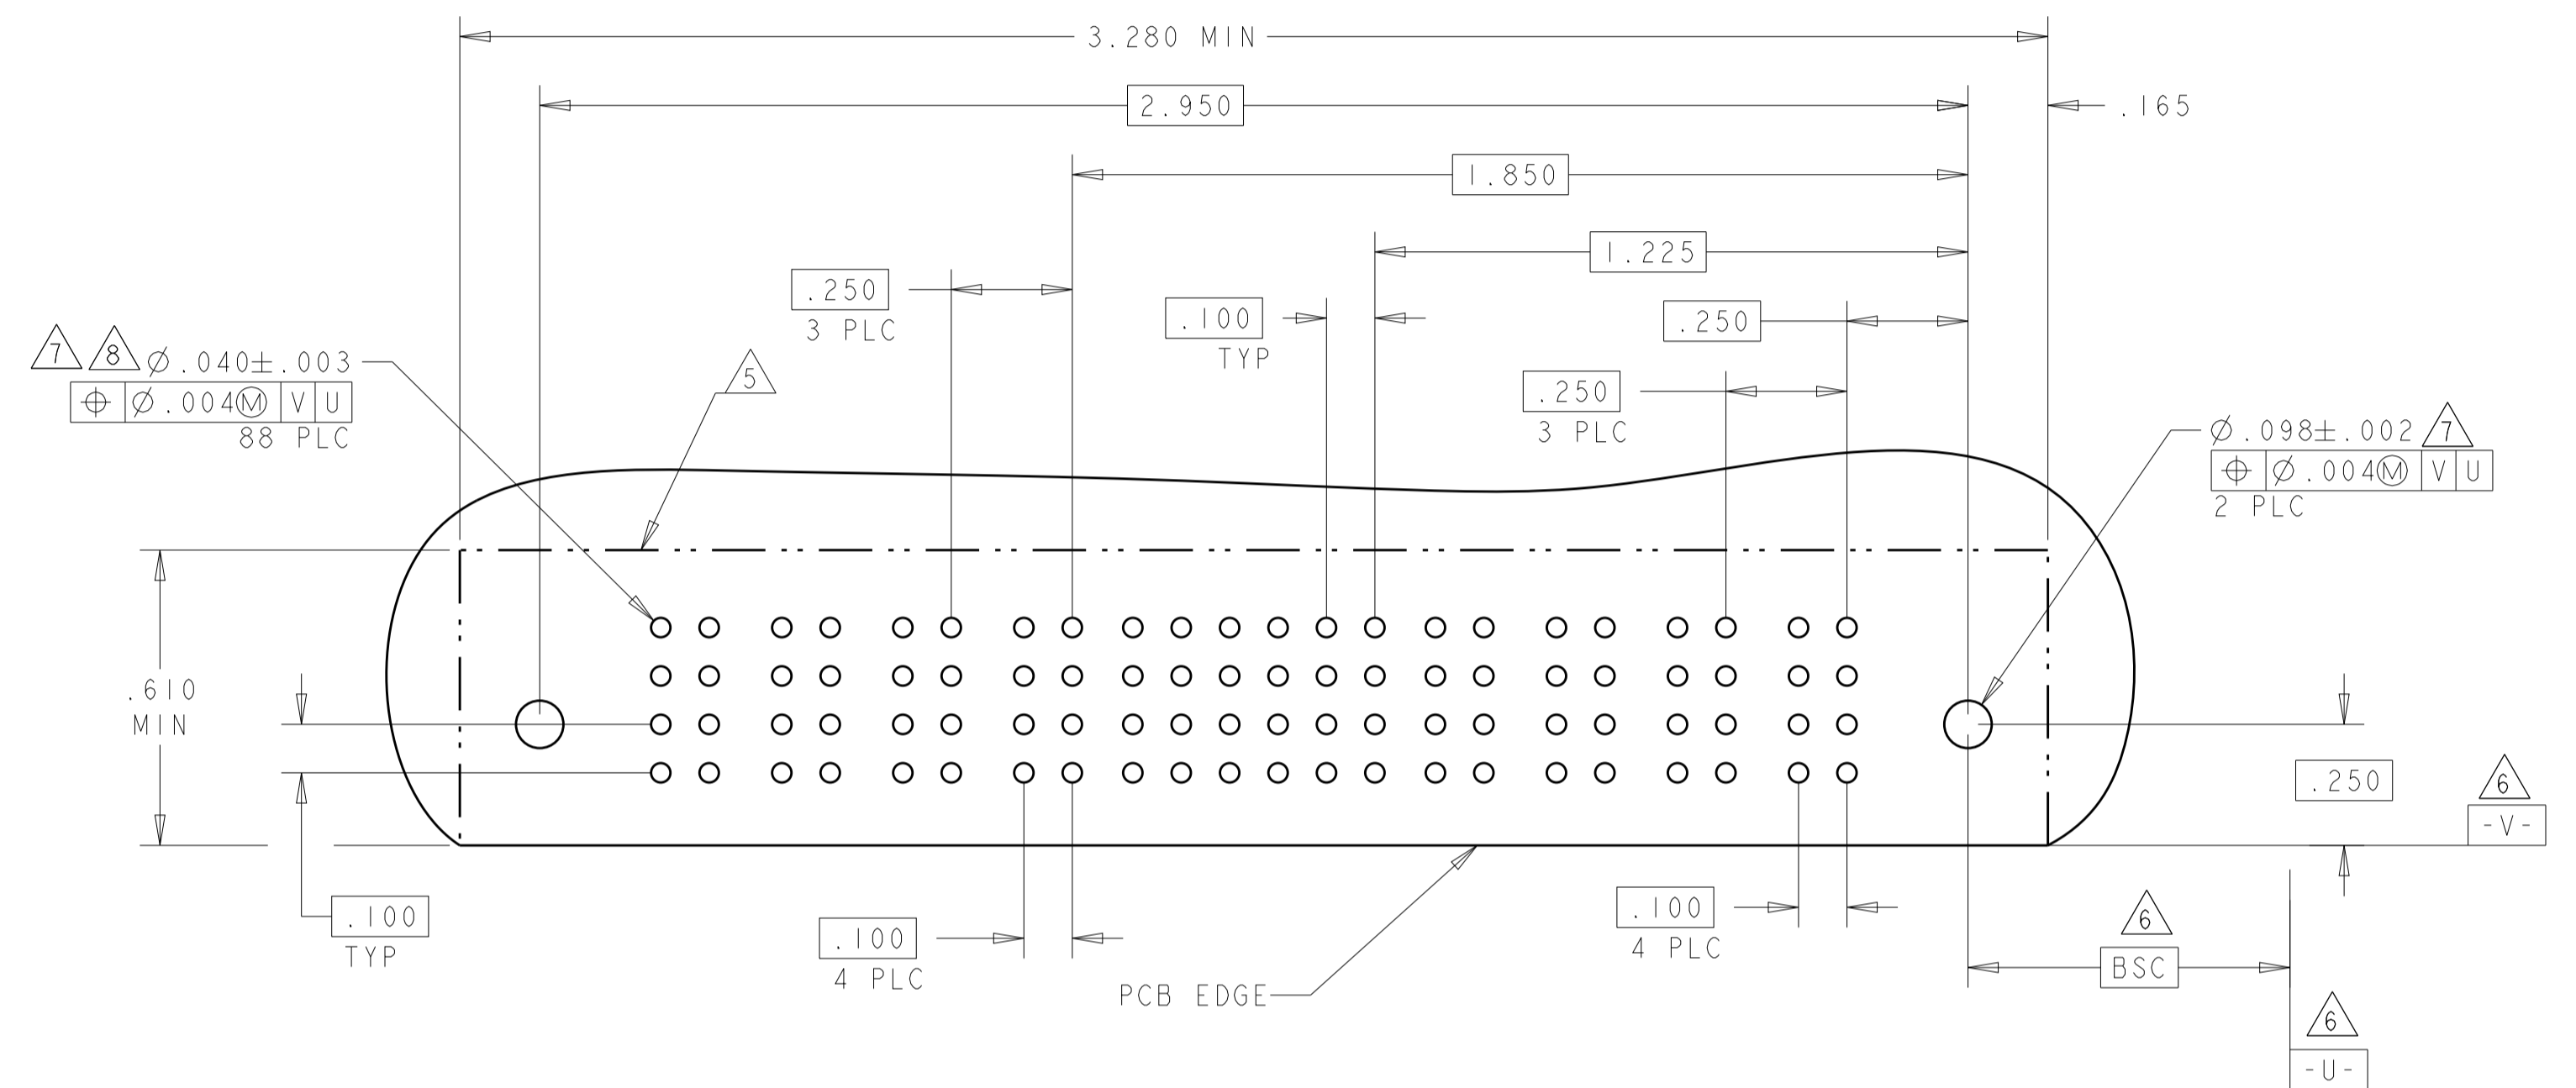 3.280 MIN
2.950
.165
1.850
1.225
.250
3 PLC
.100
TYP
.250
.250
3 PLC
7 8 Ø.040±.003
⌖ Ø.004Ⓜ V U
88 PLC
5
Ø.098±.002 7
⌖ Ø.004Ⓜ V U
2 PLC
.610
MIN
.250
6
-V-
.100
TYP
.100
4 PLC
PCB EDGE
.100
4 PLC
6
BSC
6
-U-